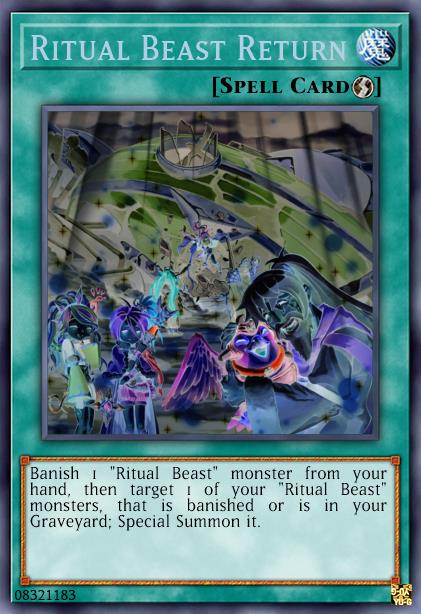 Ritual Beast Return 魔
[Spell Card]
Banish 1 "Ritual Beast" monster from your
hand, then target 1 of your "Ritual Beast"
monsters, that is banished or is in your
Graveyard; Special Summon it.
08321183